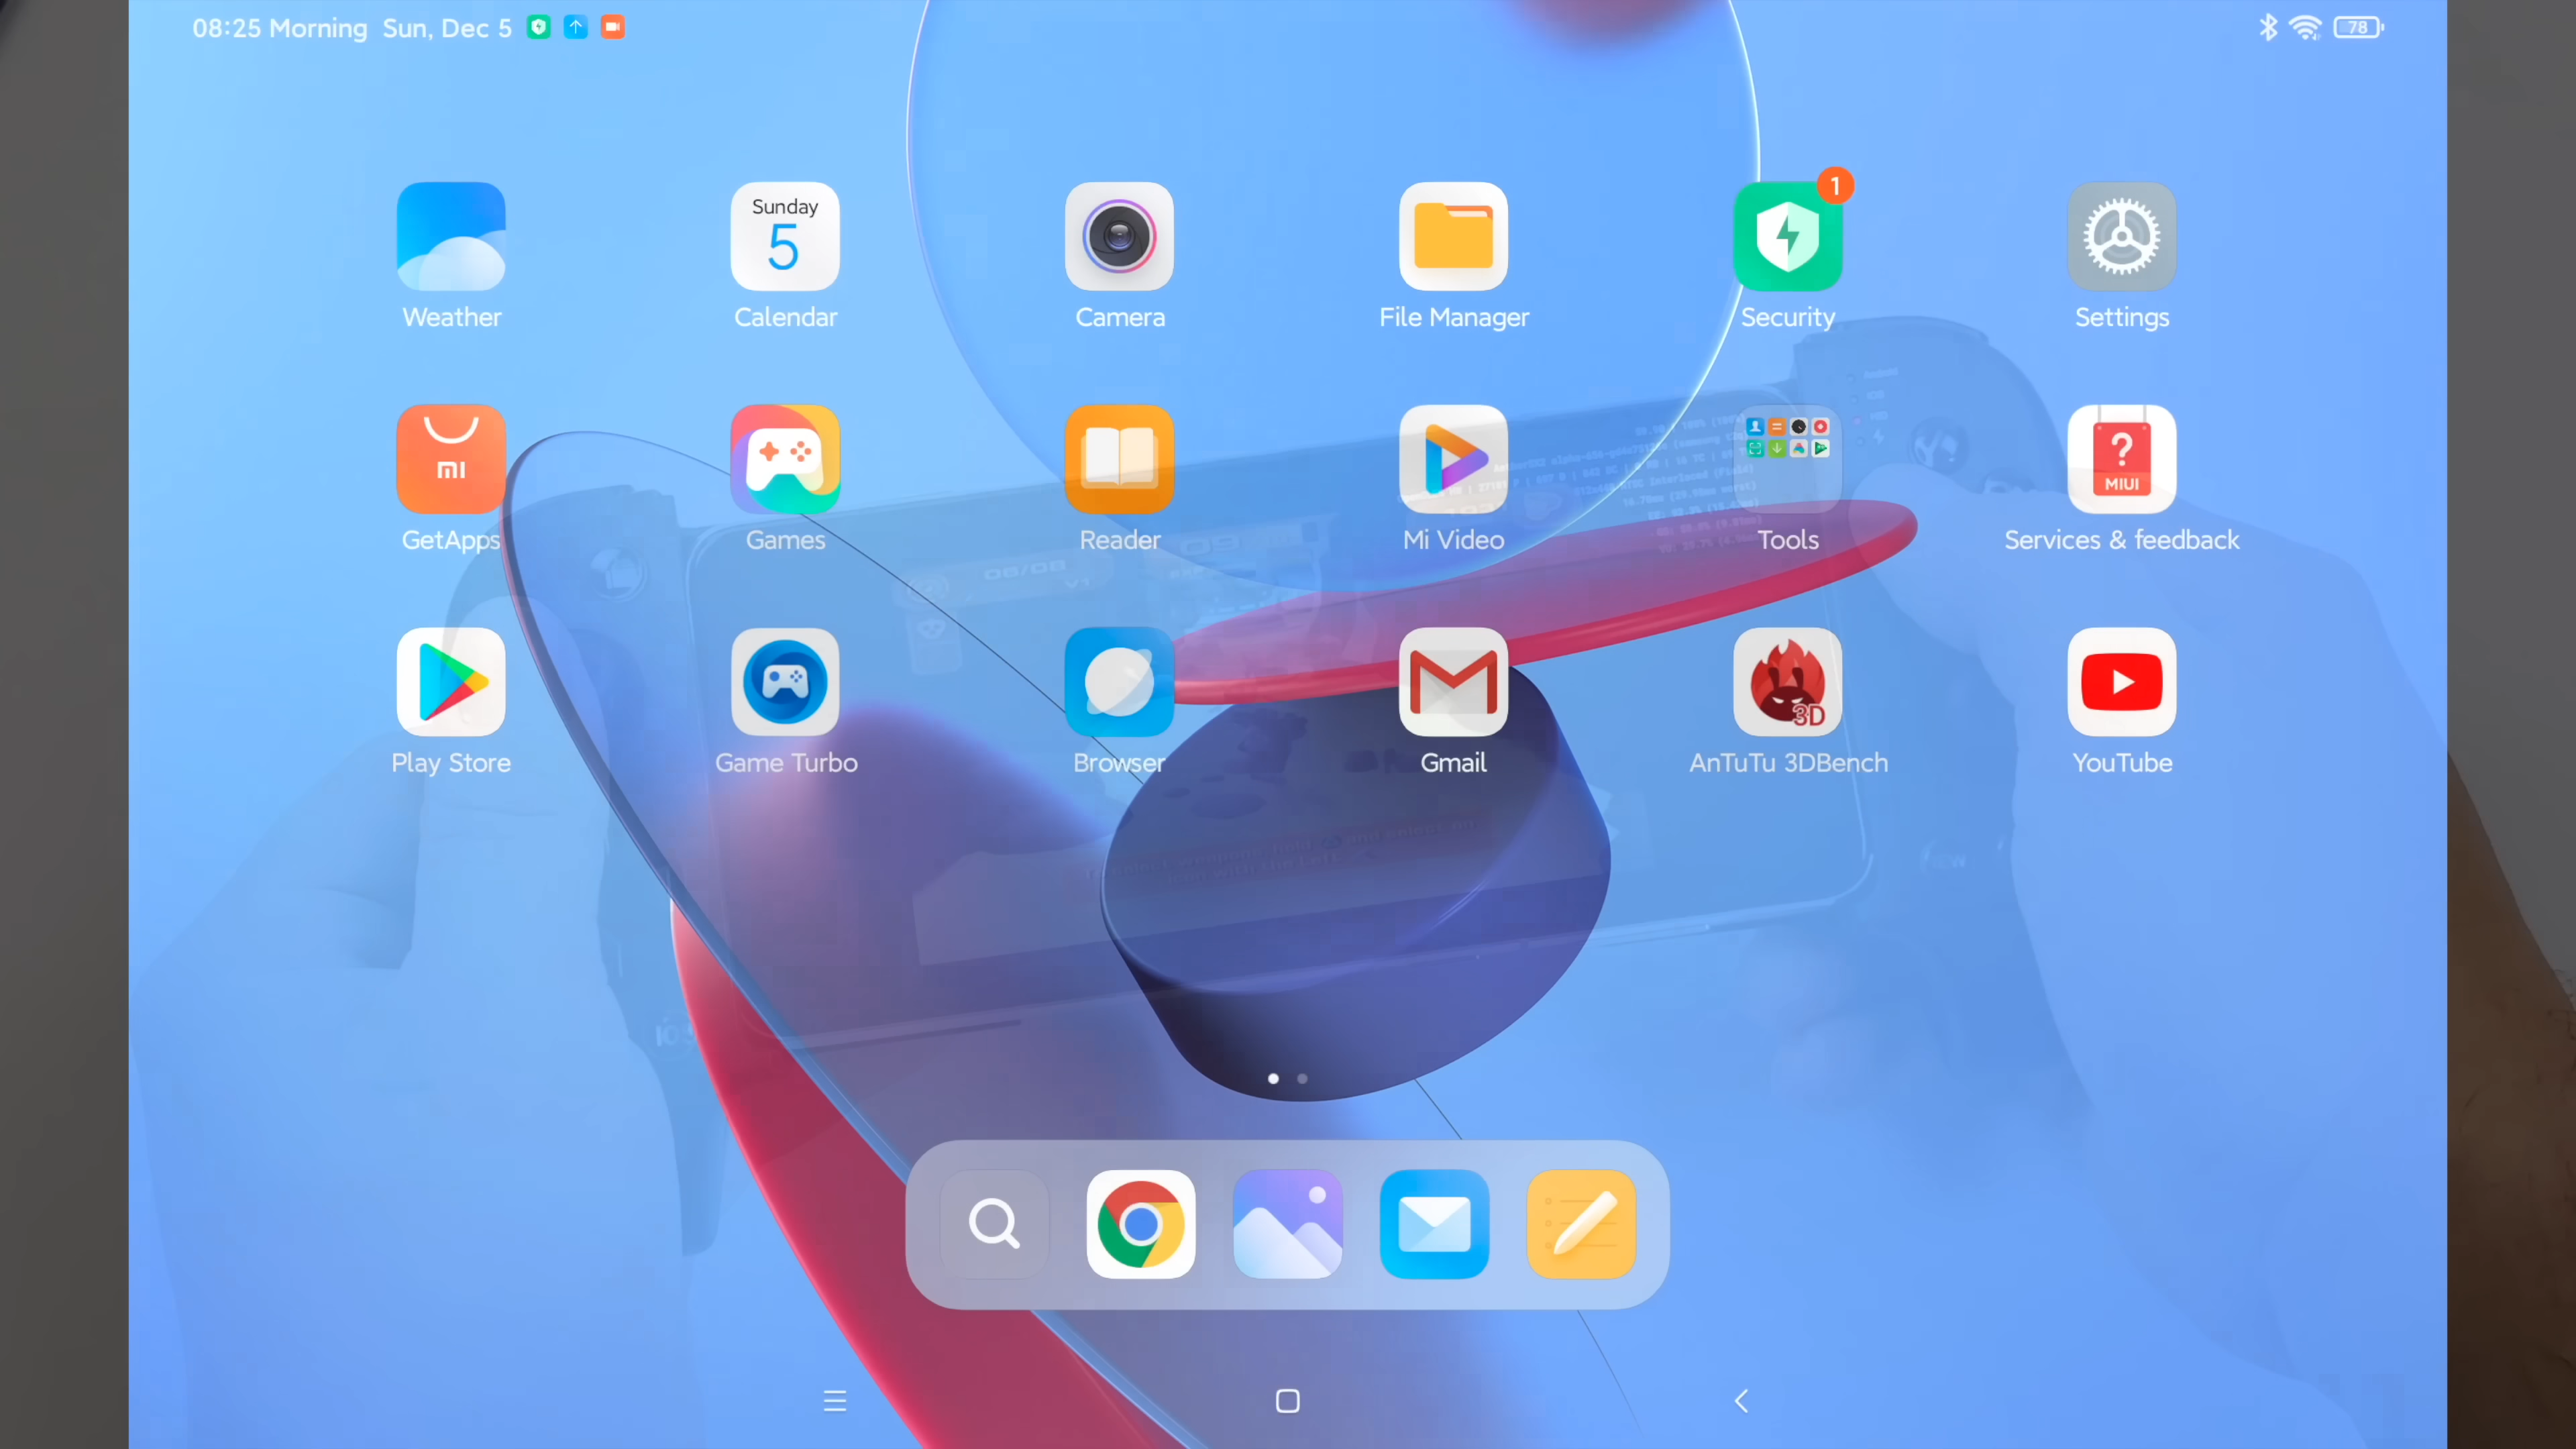 08:25 Morning Sun, Dec 5
78
Sunday
5
1
Weather
Calendar
Camera
File Manager
Security
Settings
mi
?
MIUI
GetApps
Games
Reader
Mi Video
Tools
Services & feedback
3D
Play Store
Game Turbo
Browser
Gmail
AnTuTu 3DBench
YouTube